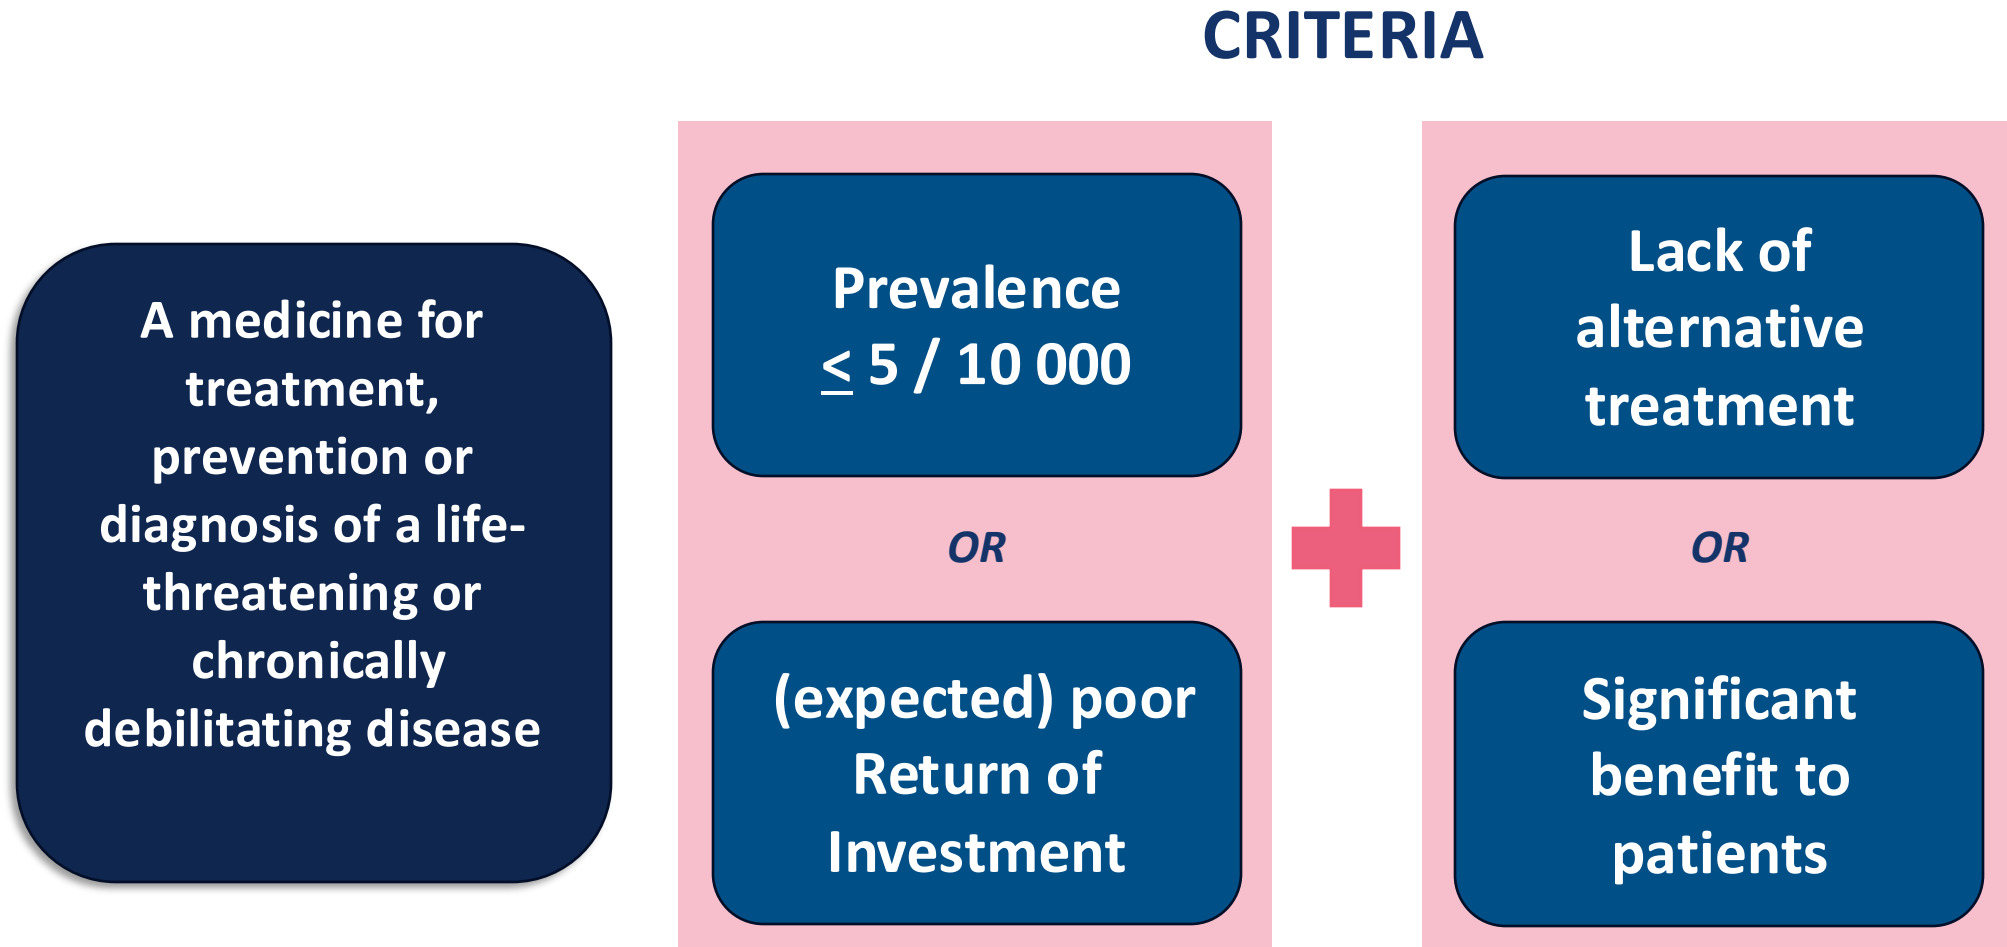 CRITERIA
A medicine for
treatment,
prevention or
diagnosis of a life-
threatening or
chronically
debilitating disease
Prevalence
≤ 5 / 10 000
OR
(expected) poor
Return of
Investment
Lack of
alternative
treatment
OR
Significant
benefit to
patients